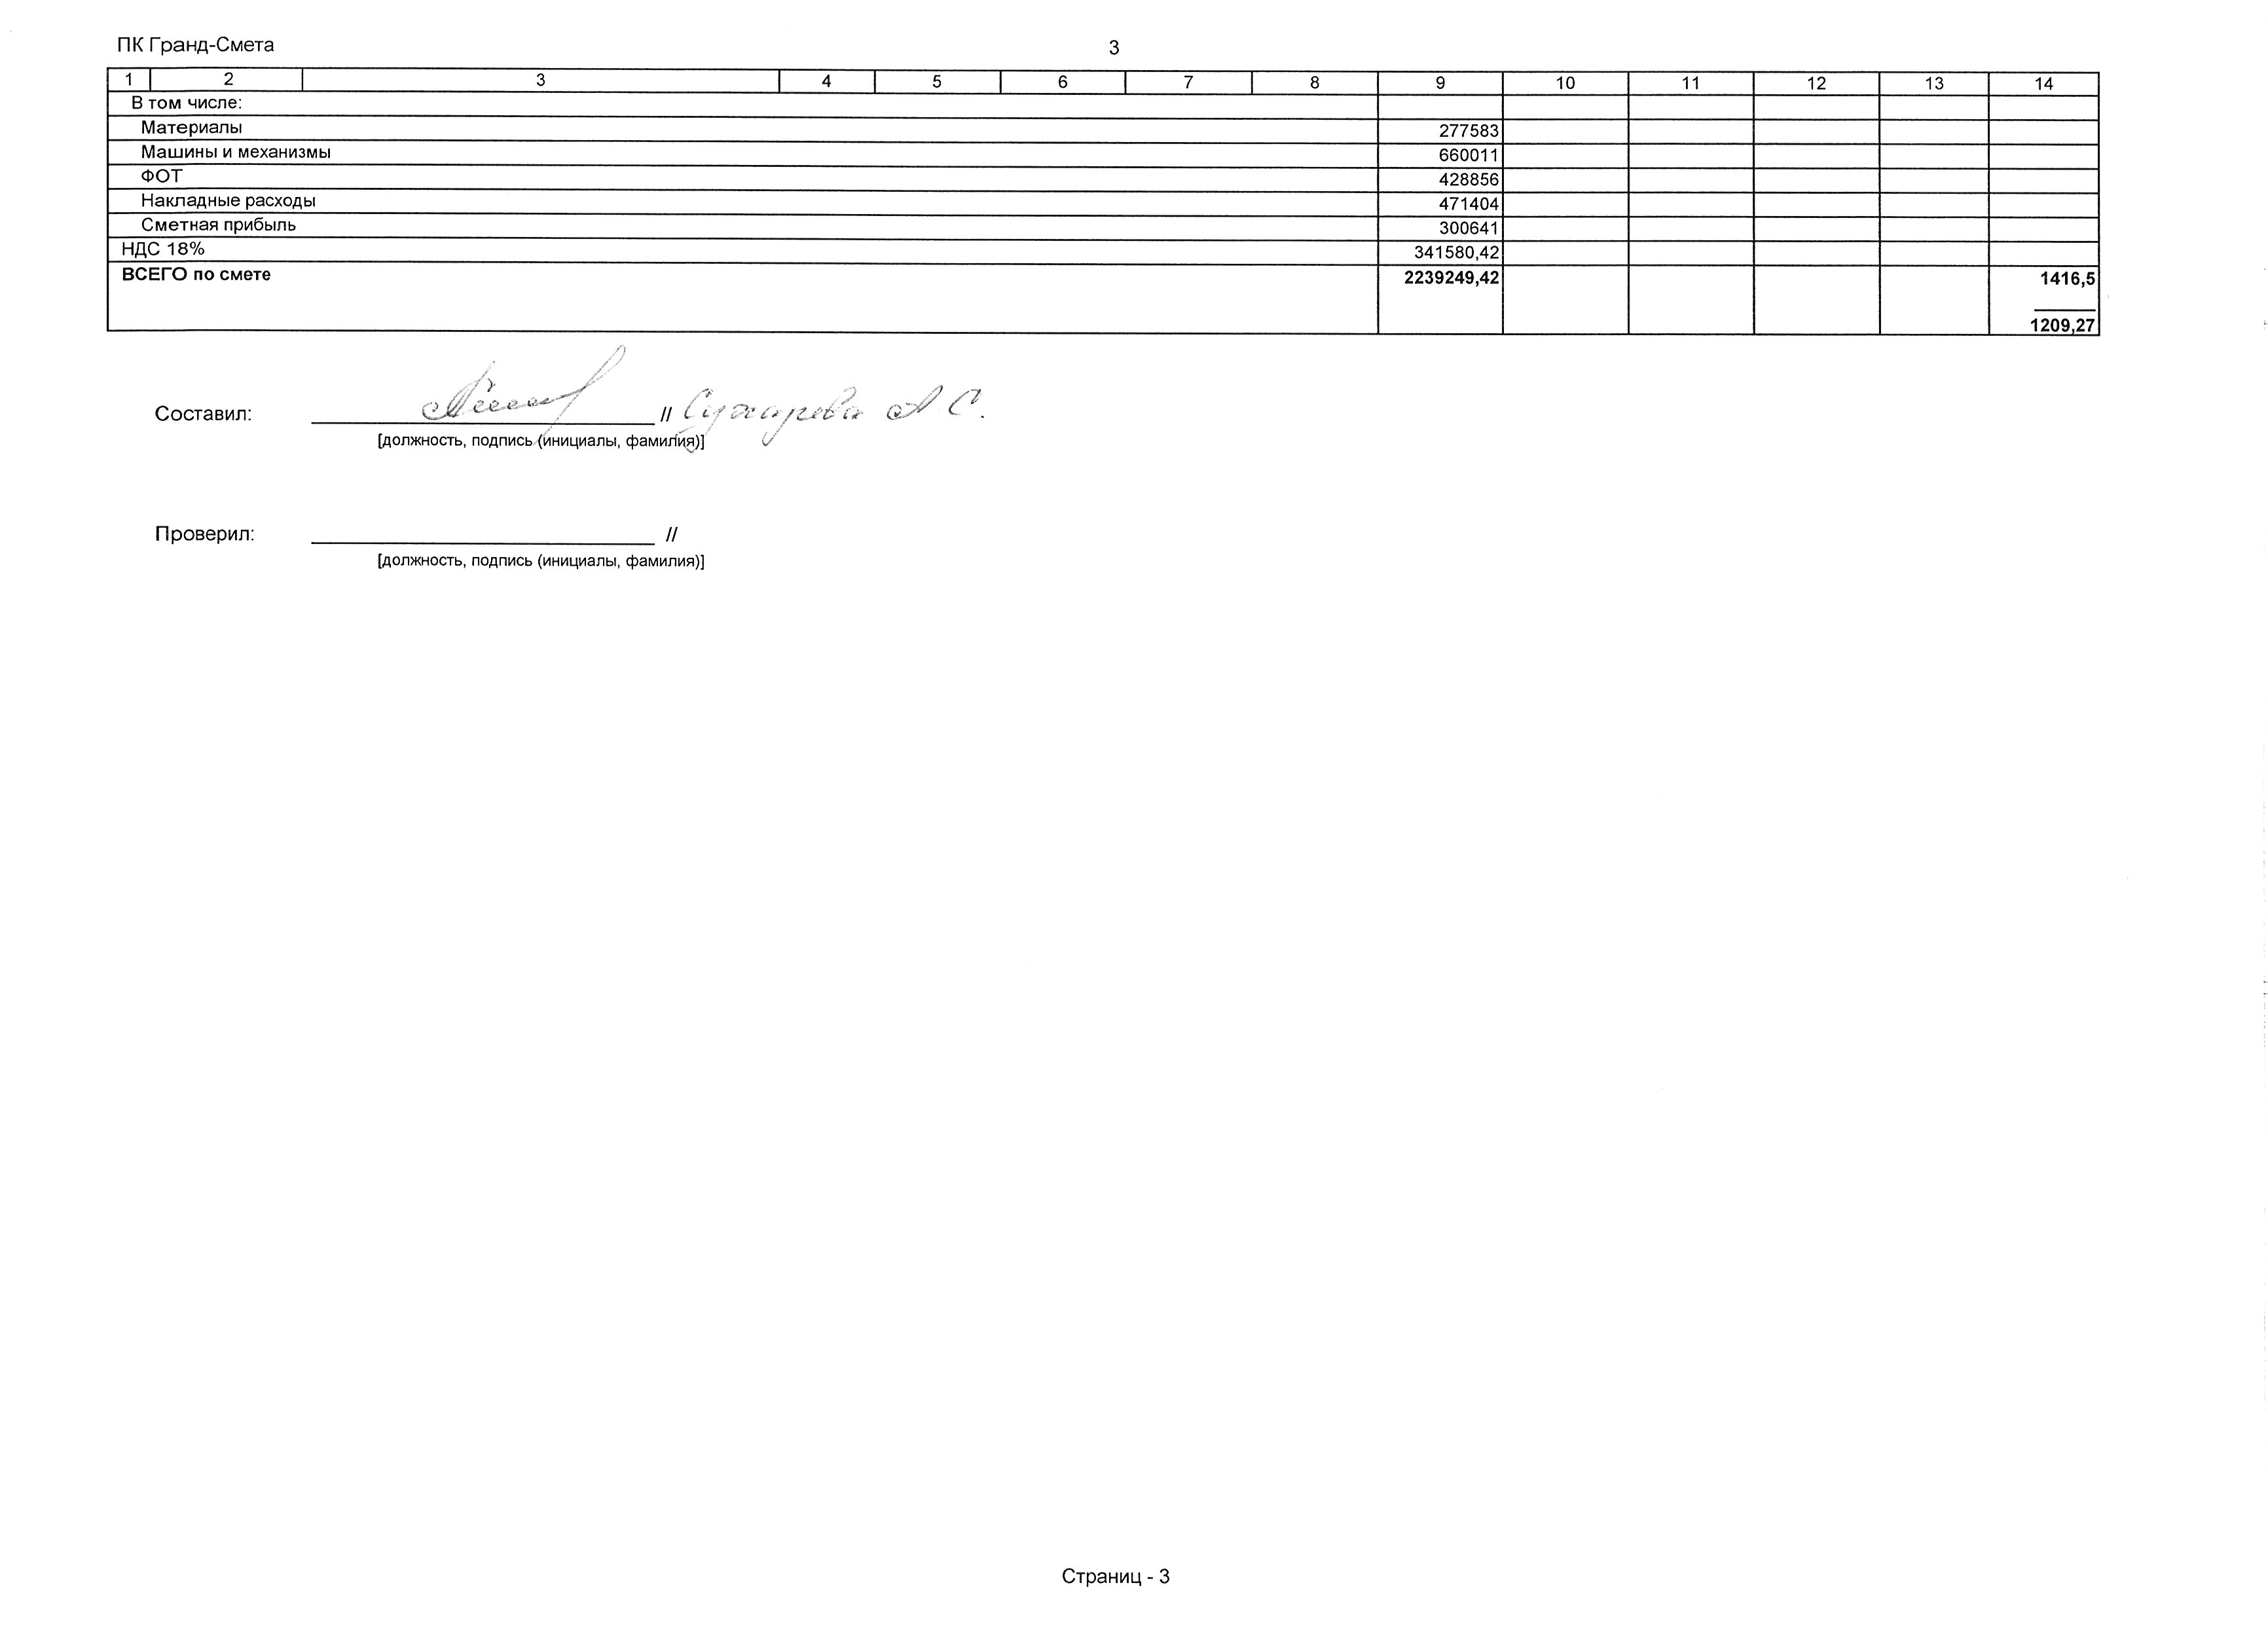 ПК Гранд-Смета 3
1 2 3 4 5 6 7 8 9 10 11 12 13 14
В том числе:
Материалы 277583
Машины и механизмы 660011
ФОТ 428856
Накладные расходы 471404
Сметная прибыль 300641
НДС 18% 341580,42
ВСЕГО по смете 2239249,42 1416,5
1209,27
Составил: // Сухарева А С.
[должность, подпись (инициалы, фамилия)]
Проверил: //
[должность, подпись (инициалы, фамилия)]
Страниц - 3